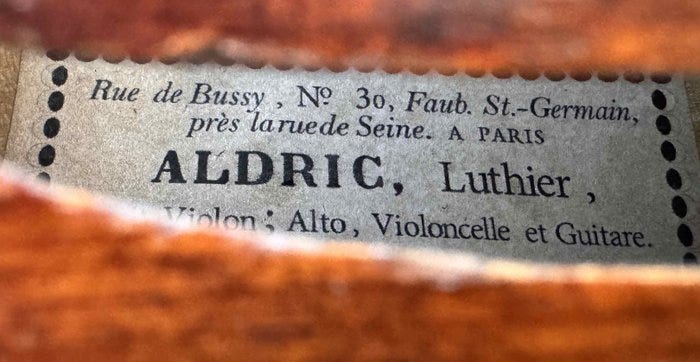 Rue de Bussy, Nº 30, Faub. St.-Germain,
près la rue de Seine. A PARIS
ALDRIC, Luthier,
Violon; Alto, Violoncelle et Guitare.